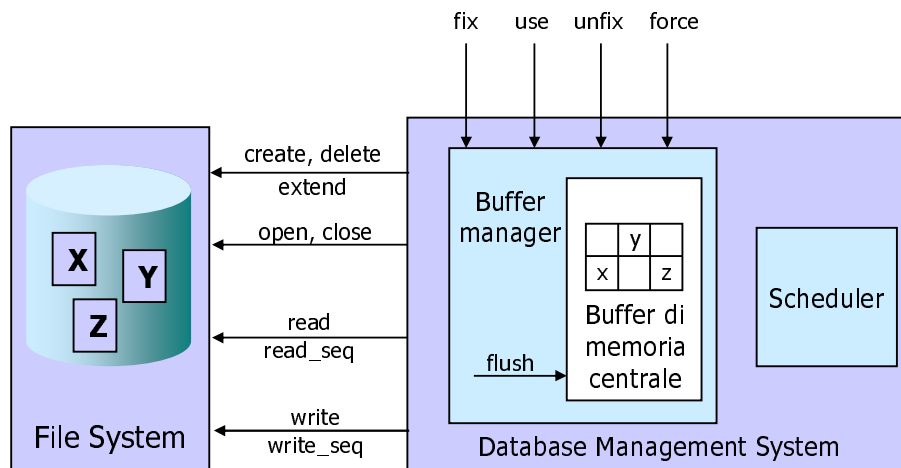 fix use unfix force
create, delete
extend
open, close
read
read_seq
write
write_seq
X
Y
Z
File System
Buffer
manager
y
x z
Buffer di
memoria
centrale
flush
Scheduler
Database Management System